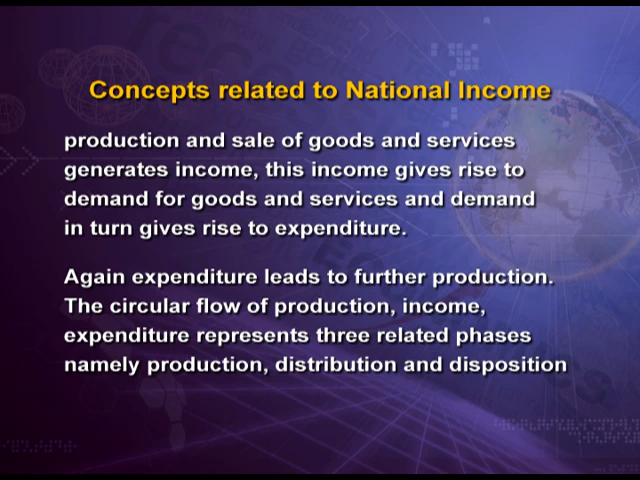 Concepts related to National Income
production and sale of goods and services
generates income, this income gives rise to
demand for goods and services and demand
in turn gives rise to expenditure.
Again expenditure leads to further production.
The circular flow of production, income,
expenditure represents three related phases
namely production, distribution and disposition